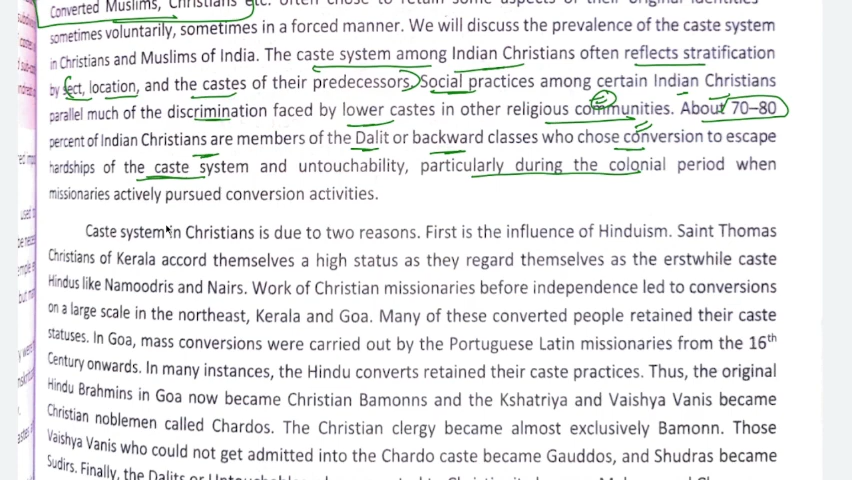 Converted Muslims, Christians etc. often chose to retain some aspects of their original identities
sometimes voluntarily, sometimes in a forced manner. We will discuss the prevalence of the caste system
in Christians and Muslims of India. The caste system among Indian Christians often reflects stratification
by sect, location, and the castes of their predecessors. Social practices among certain Indian Christians
parallel much of the discrimination faced by lower castes in other religious communities. About 70–80
percent of Indian Christians are members of the Dalit or backward classes who chose conversion to escape
hardships of the caste system and untouchability, particularly during the colonial period when
missionaries actively pursued conversion activities.
Caste system in Christians is due to two reasons. First is the influence of Hinduism. Saint Thomas
Christians of Kerala accord themselves a high status as they regard themselves as the erstwhile caste
Hindus like Namoodris and Nairs. Work of Christian missionaries before independence led to conversions
on a large scale in the northeast, Kerala and Goa. Many of these converted people retained their caste
statuses. In Goa, mass conversions were carried out by the Portuguese Latin missionaries from the 16th
Century onwards. In many instances, the Hindu converts retained their caste practices. Thus, the original
Hindu Brahmins in Goa now became Christian Bamonns and the Kshatriya and Vaishya Vanis became
Christian noblemen called Chardos. The Christian clergy became almost exclusively Bamonn. Those
Vaishya Vanis who could not get admitted into the Chardo caste became Gauddos, and Shudras became
Sudirs. Finally, the Dalits or